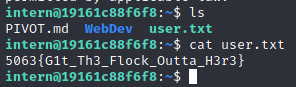 intern@19161c88f6f8:~$ ls
PIVOT.md WebDev user.txt
intern@19161c88f6f8:~$ cat user.txt
5063{G1t_Th3_Flock_Outta_H3r3}
intern@19161c88f6f8:~$